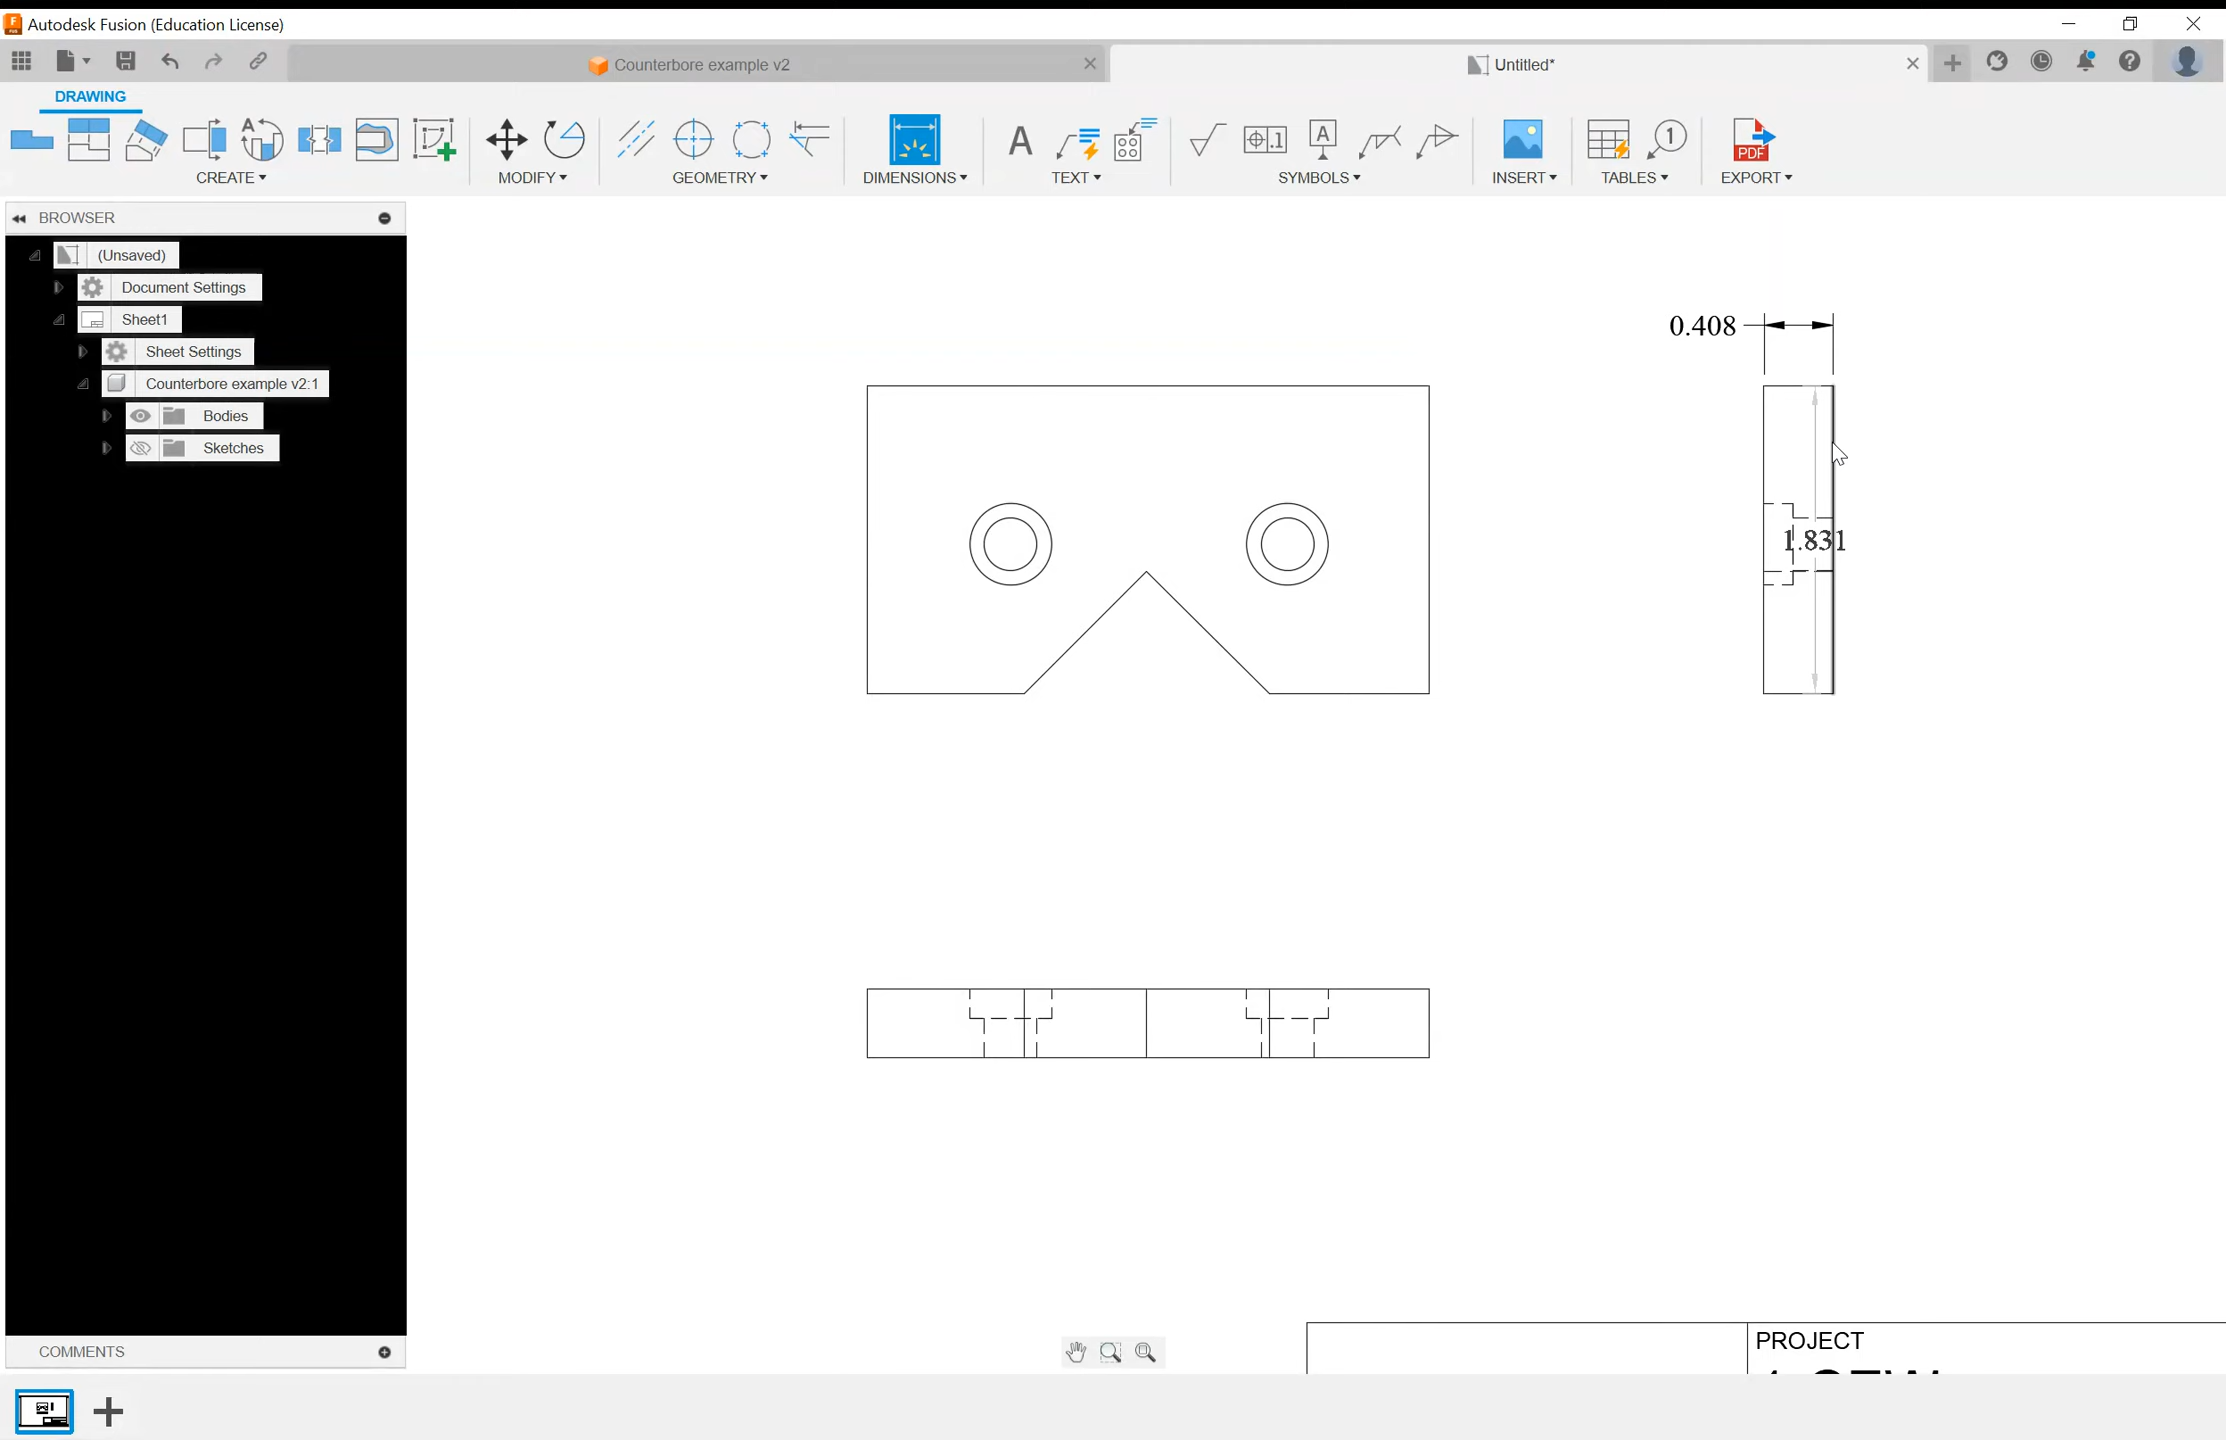 Autodesk Fusion (Education License)
Counterbore example v2
Untitled*
DRAWING
CREATE MODIFY GEOMETRY DIMENSIONS TEXT SYMBOLS INSERT TABLES EXPORT
BROWSER
(Unsaved)
Document Settings
Sheet1
Sheet Settings
Counterbore example v2:1
Bodies
Sketches
0.408
1.831
PROJECT
COMMENTS